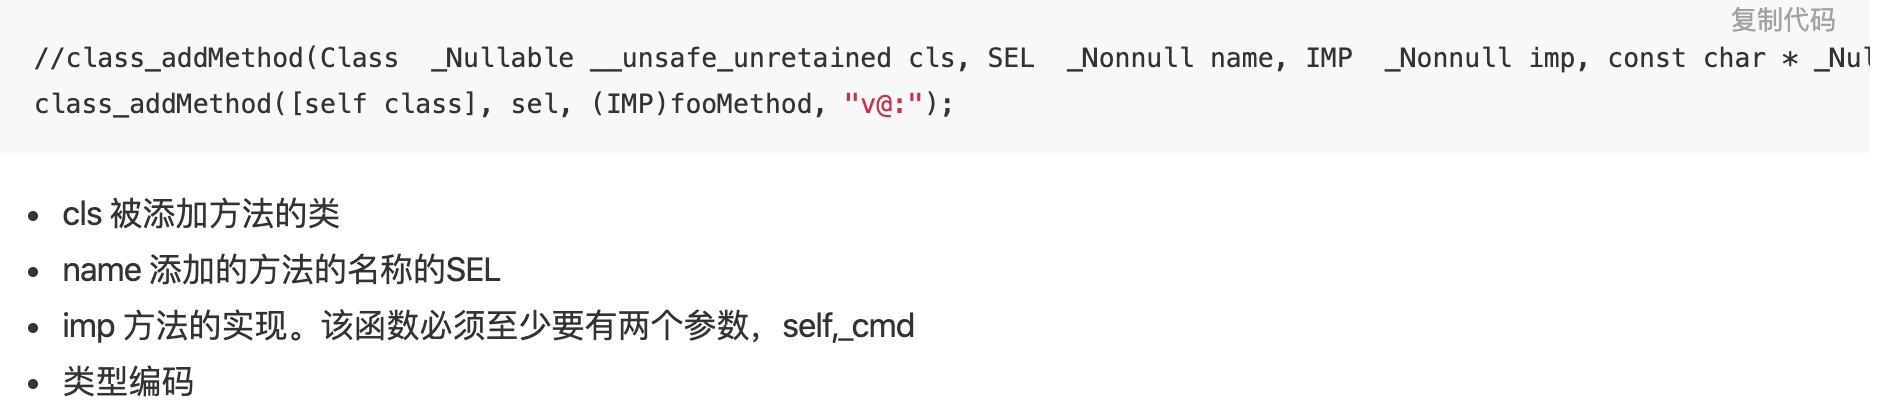 复制代码
//class_addMethod(Class  _Nullable __unsafe_unretained cls, SEL  _Nonnull name, IMP  _Nonnull imp, const char * _Nul
class_addMethod([self class], sel, (IMP)fooMethod, "v@:");
• cls 被添加方法的类
• name 添加的方法的名称的SEL
• imp 方法的实现。该函数必须至少要有两个参数，self,_cmd
• 类型编码